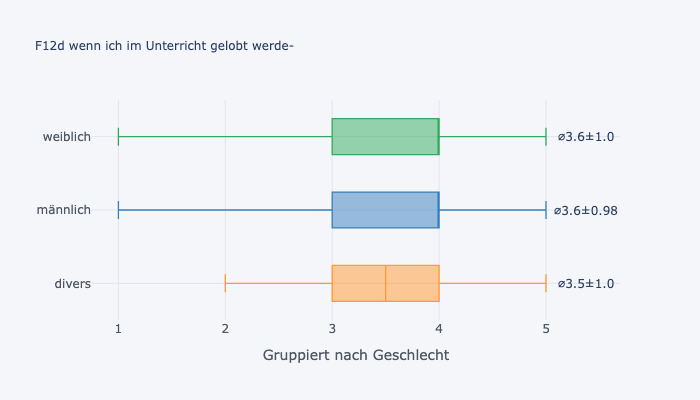 F12d wenn ich im Unterricht gelobt werde-
weiblich
⌀3.6±1.0
männlich
⌀3.6±0.98
divers
⌀3.5±1.0
1 2 3 4 5
Gruppiert nach Geschlecht